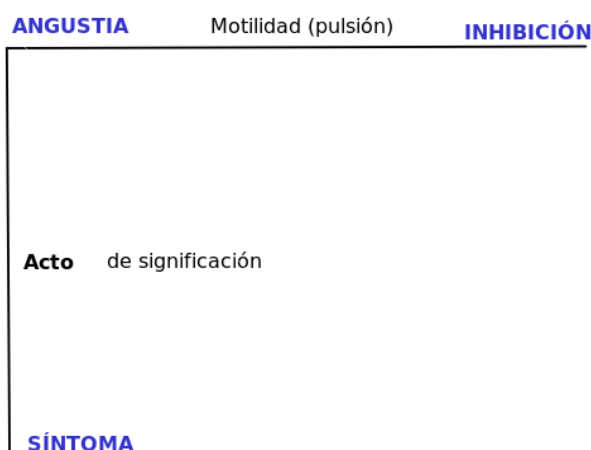 ANGUSTIA Motilidad (pulsión) INHIBICIÓN
Acto de significación
SÍNTOMA